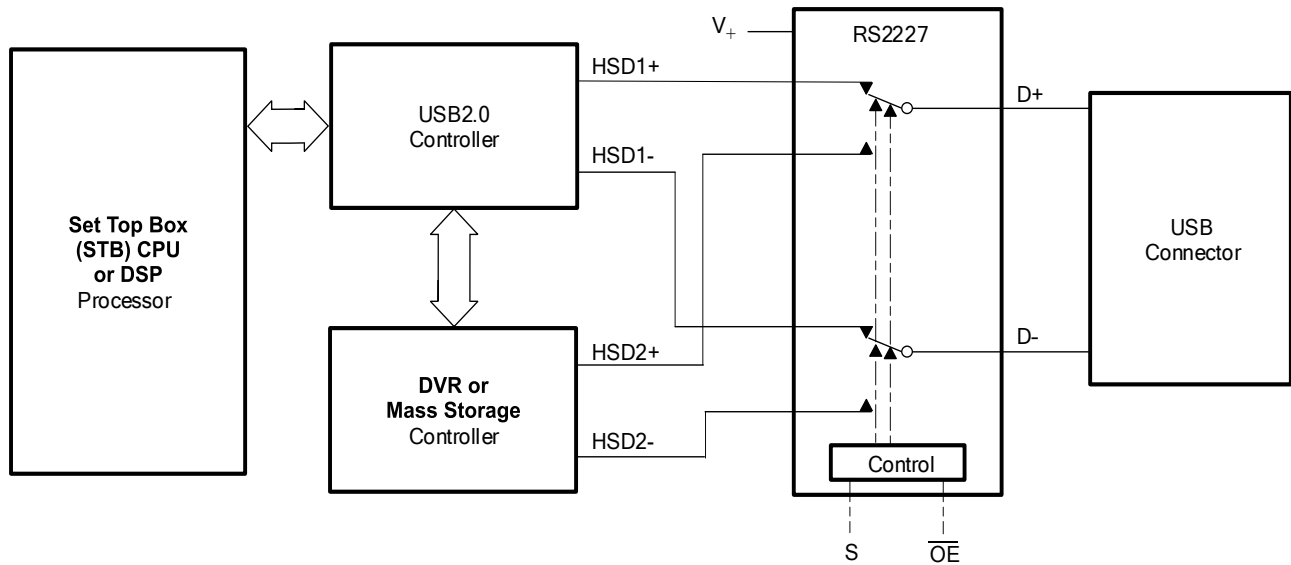 V+
RS2227
HSD1+
D+
USB2.0
Controller
HSD1-
Set Top Box
(STB) CPU
or DSP
Processor
USB
Connector
HSD2+
D-
DVR or
Mass Storage
Controller
HSD2-
Control
S
O̅E̅